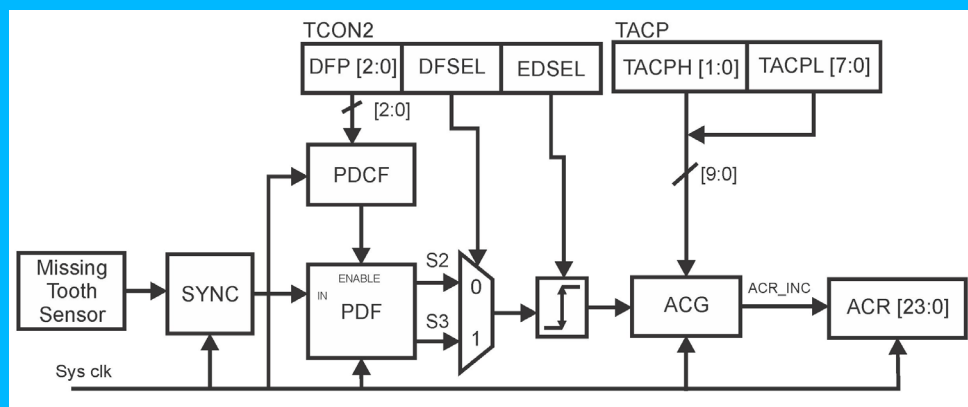 TCON2
TACP
DFP [2:0]
DFSEL
EDSEL
TACPH [1:0]
TACPL [7:0]
[2:0]
PDCF
[9:0]
Missing
Tooth
Sensor
SYNC
ENABLE
IN
PDF
S2
S3
0
1
ACG
ACR_INC
ACR [23:0]
Sys clk